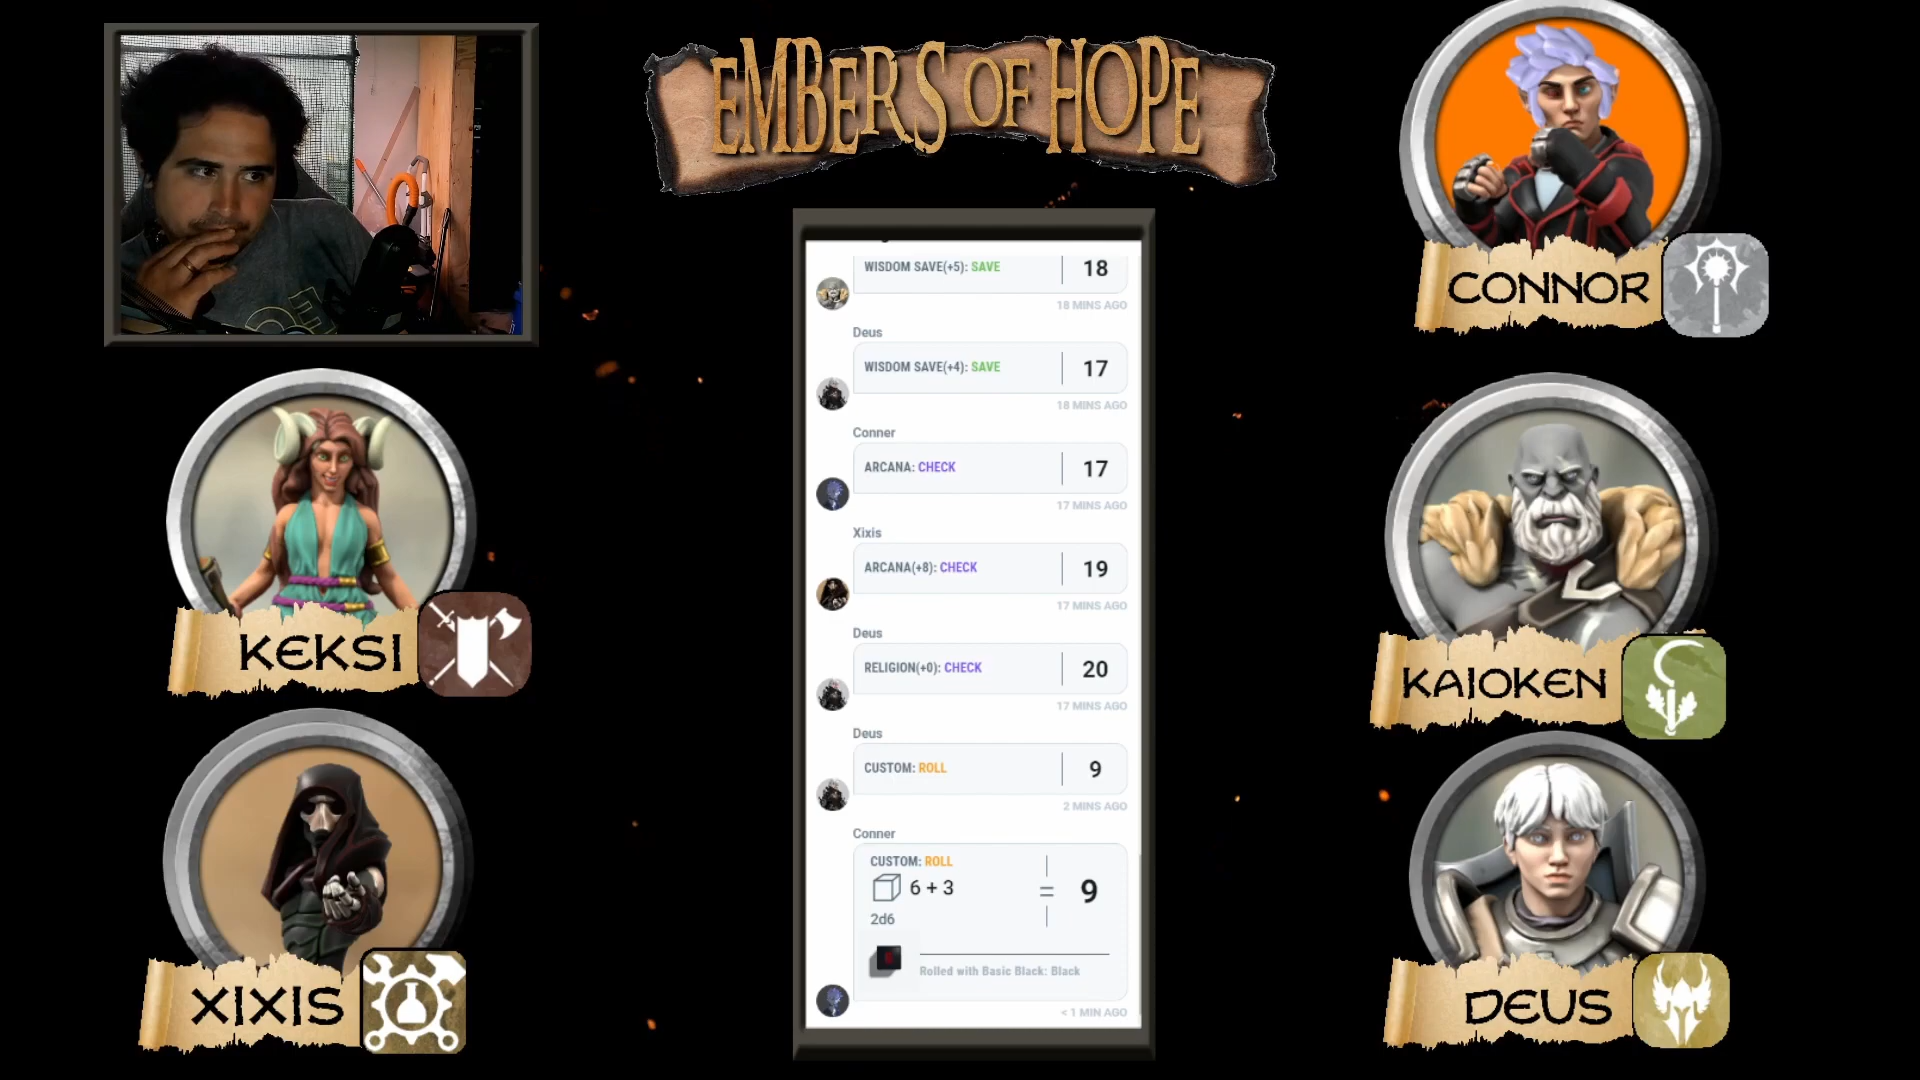 EMBERS OF HOPE
WISDOM SAVE(+5): SAVE
18
18 MINS AGO
Deus
WISDOM SAVE(+4): SAVE
17
18 MINS AGO
Conner
ARCANA: CHECK
17
17 MINS AGO
Xixis
ARCANA(+8): CHECK
19
17 MINS AGO
Deus
RELIGION(+0): CHECK
20
17 MINS AGO
Deus
CUSTOM: ROLL
9
2 MINS AGO
Conner
CUSTOM: ROLL
6 + 3
= 9
2d6
Rolled with Basic Black: Black
< 1 MIN AGO
KEKSI
XIXIS
CONNOR
KAIOKEN
DEUS